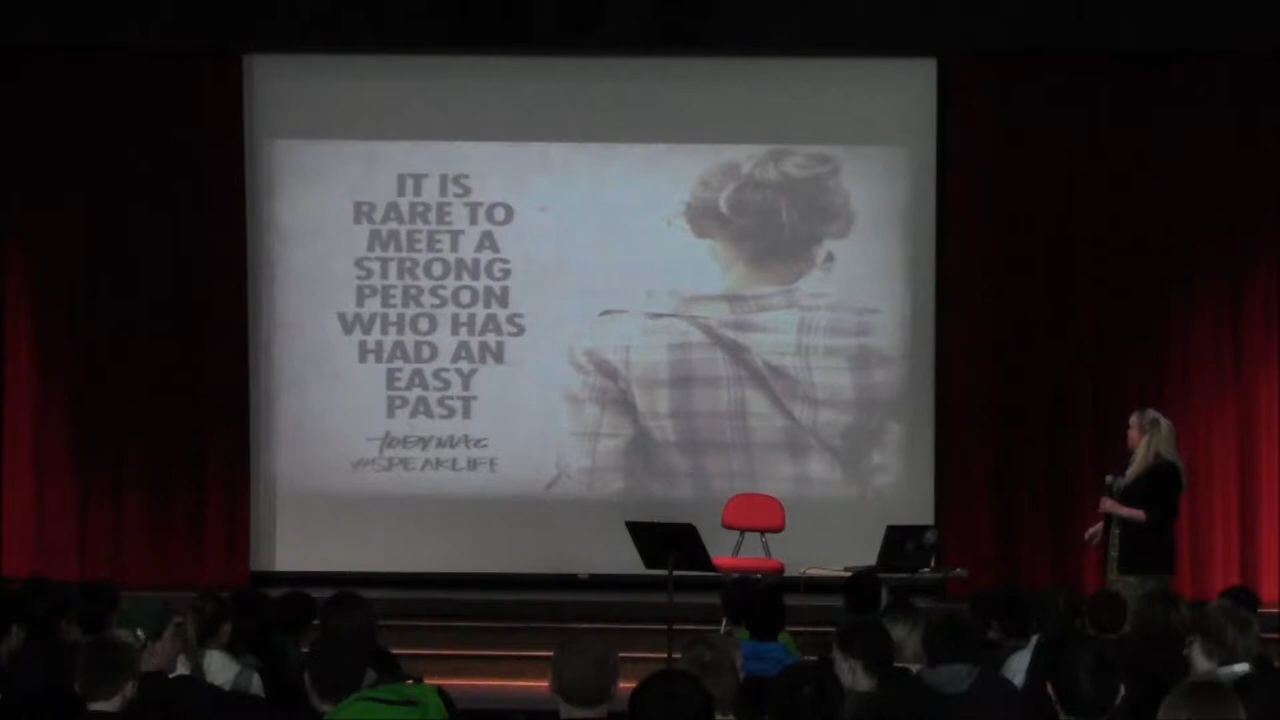 IT IS
RARE TO
MEET A
STRONG
PERSON
WHO HAS
HAD AN
EASY
PAST
TOBYMAC
#SPEAKLIFE